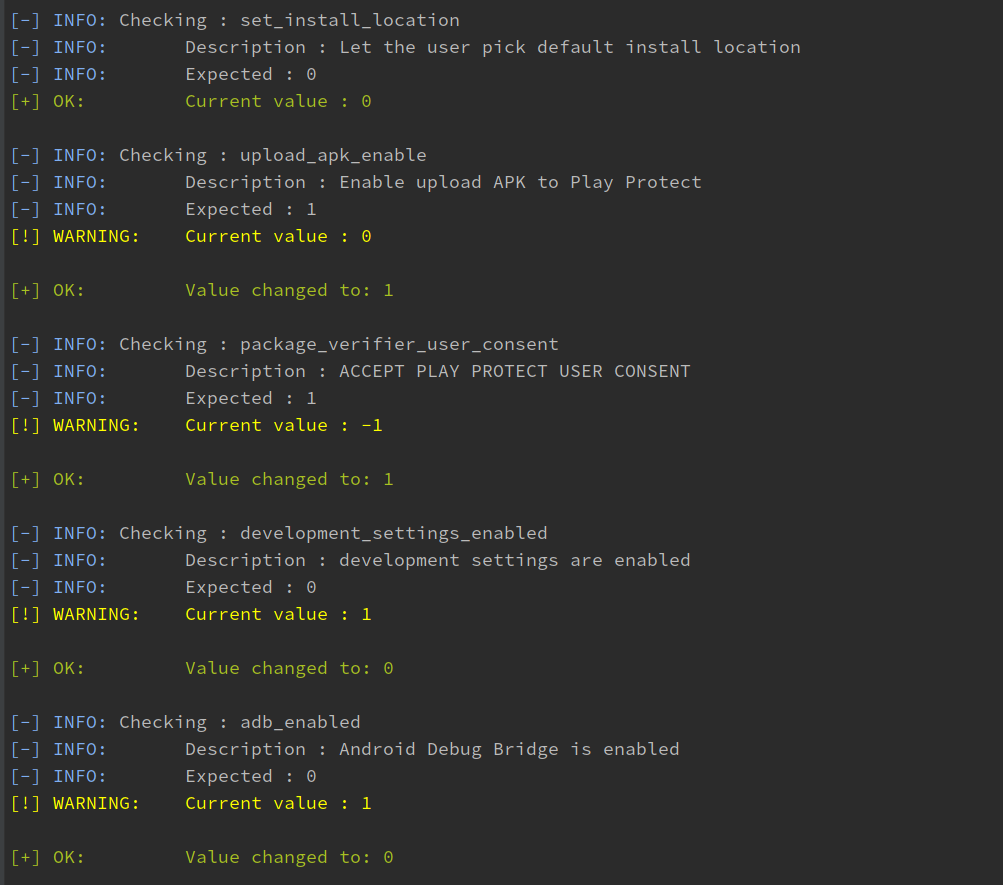 [-] INFO: Checking : set_install_location
[-] INFO: Description : Let the user pick default install location
[-] INFO: Expected : 0
[+] OK: Current value : 0
[-] INFO: Checking : upload_apk_enable
[-] INFO: Description : Enable upload APK to Play Protect
[-] INFO: Expected : 1
[!] WARNING: Current value : 0
[+] OK: Value changed to: 1
[-] INFO: Checking : package_verifier_user_consent
[-] INFO: Description : ACCEPT PLAY PROTECT USER CONSENT
[-] INFO: Expected : 1
[!] WARNING: Current value : -1
[+] OK: Value changed to: 1
[-] INFO: Checking : development_settings_enabled
[-] INFO: Description : development settings are enabled
[-] INFO: Expected : 0
[!] WARNING: Current value : 1
[+] OK: Value changed to: 0
[-] INFO: Checking : adb_enabled
[-] INFO: Description : Android Debug Bridge is enabled
[-] INFO: Expected : 0
[!] WARNING: Current value : 1
[+] OK: Value changed to: 0